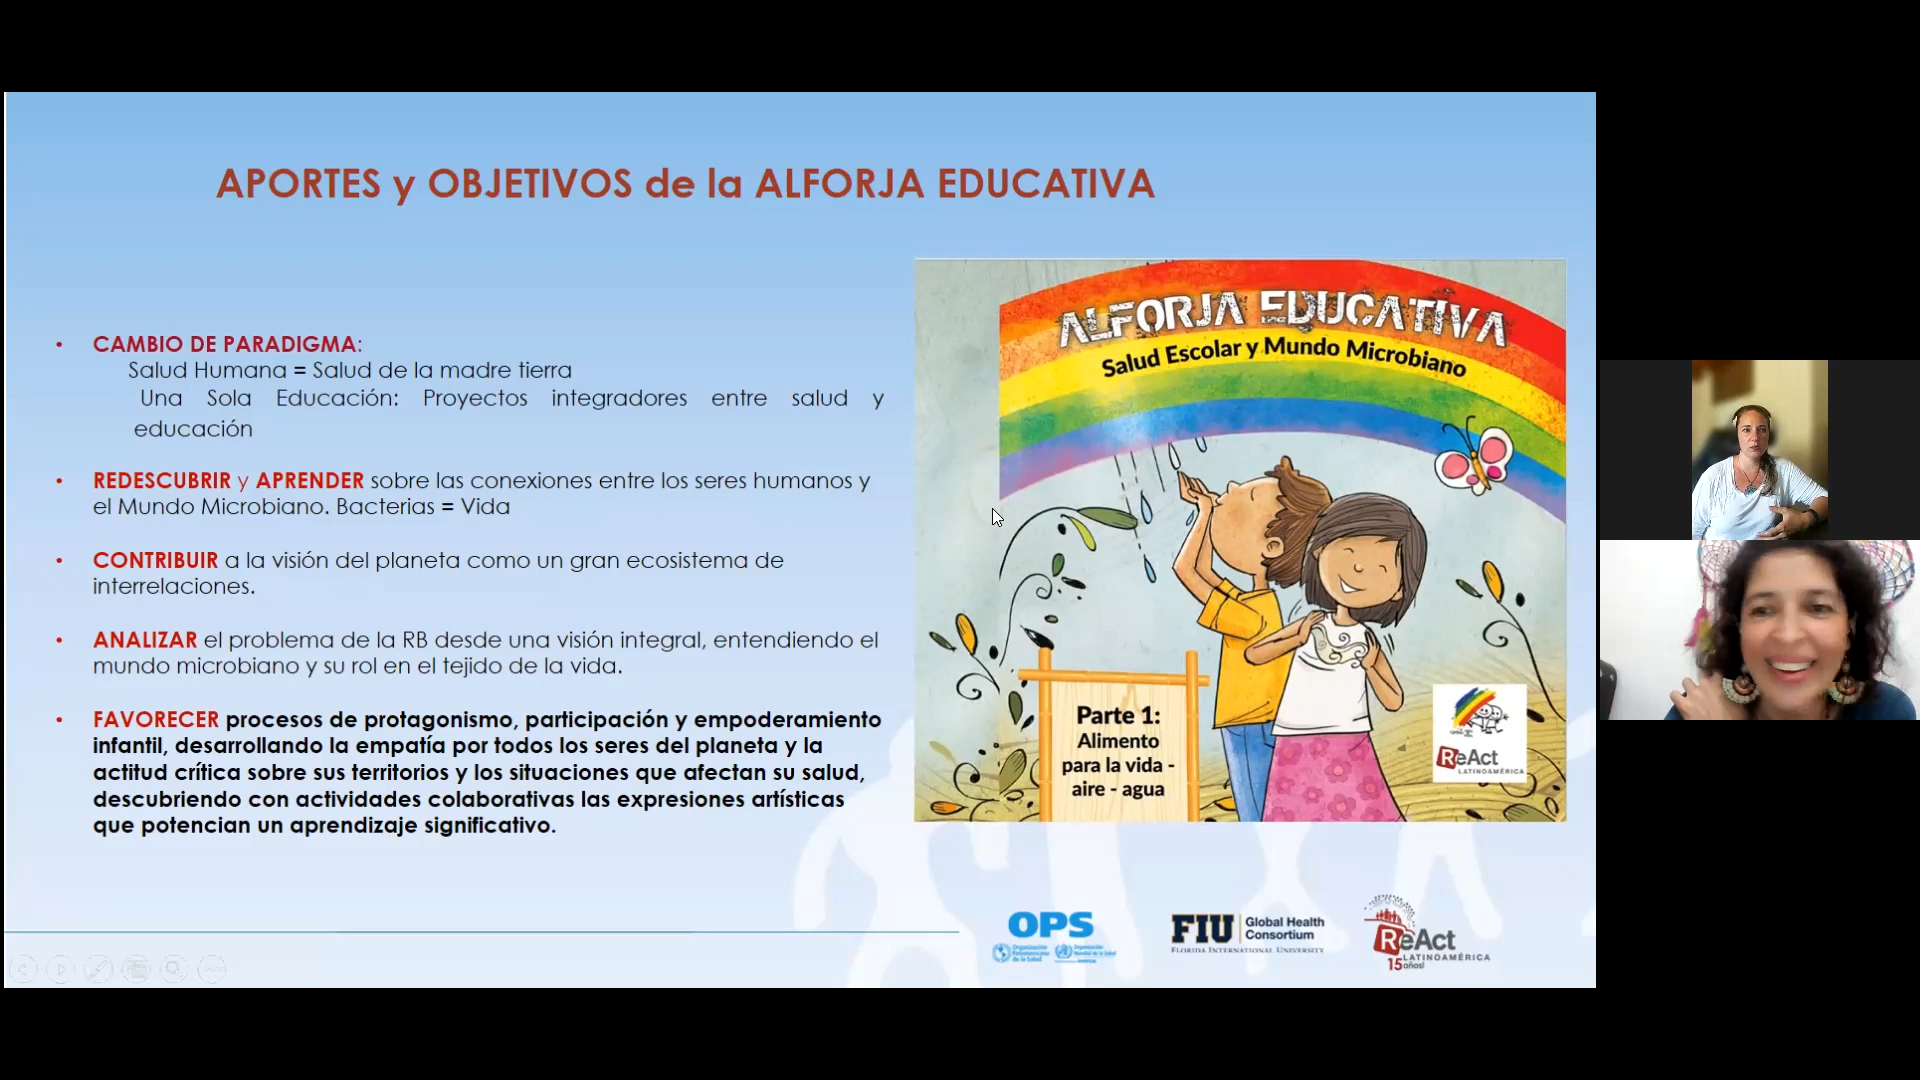 APORTES y OBJETIVOS de la ALFORJA EDUCATIVA
• CAMBIO DE PARADIGMA:
Salud Humana = Salud de la madre tierra
Una Sola Educación: Proyectos integradores entre salud y
educación
• REDESCUBRIR y APRENDER sobre las conexiones entre los seres humanos y
el Mundo Microbiano. Bacterias = Vida
• CONTRIBUIR a la visión del planeta como un gran ecosistema de
interrelaciones.
• ANALIZAR el problema de la RB desde una visión integral, entendiendo el
mundo microbiano y su rol en el tejido de la vida.
• FAVORECER procesos de protagonismo, participación y empoderamiento
infantil, desarrollando la empatía por todos los seres del planeta y la
actitud crítica sobre sus territorios y los situaciones que afectan su salud,
descubriendo con actividades colaborativas las expresiones artísticas
que potencian un aprendizaje significativo.
ALFORJA EDUCATIVA
Salud Escolar y Mundo Microbiano
Parte 1:
Alimento
para la vida -
aire - agua
ReAct
LATINOAMÉRICA
OPS
Organización
Panamericana
de la Salud
Organización
Mundial de la Salud
FIU
Global Health
Consortium
FLORIDA INTERNATIONAL UNIVERSITY
ReAct
LATINOAMÉRICA
15 años!